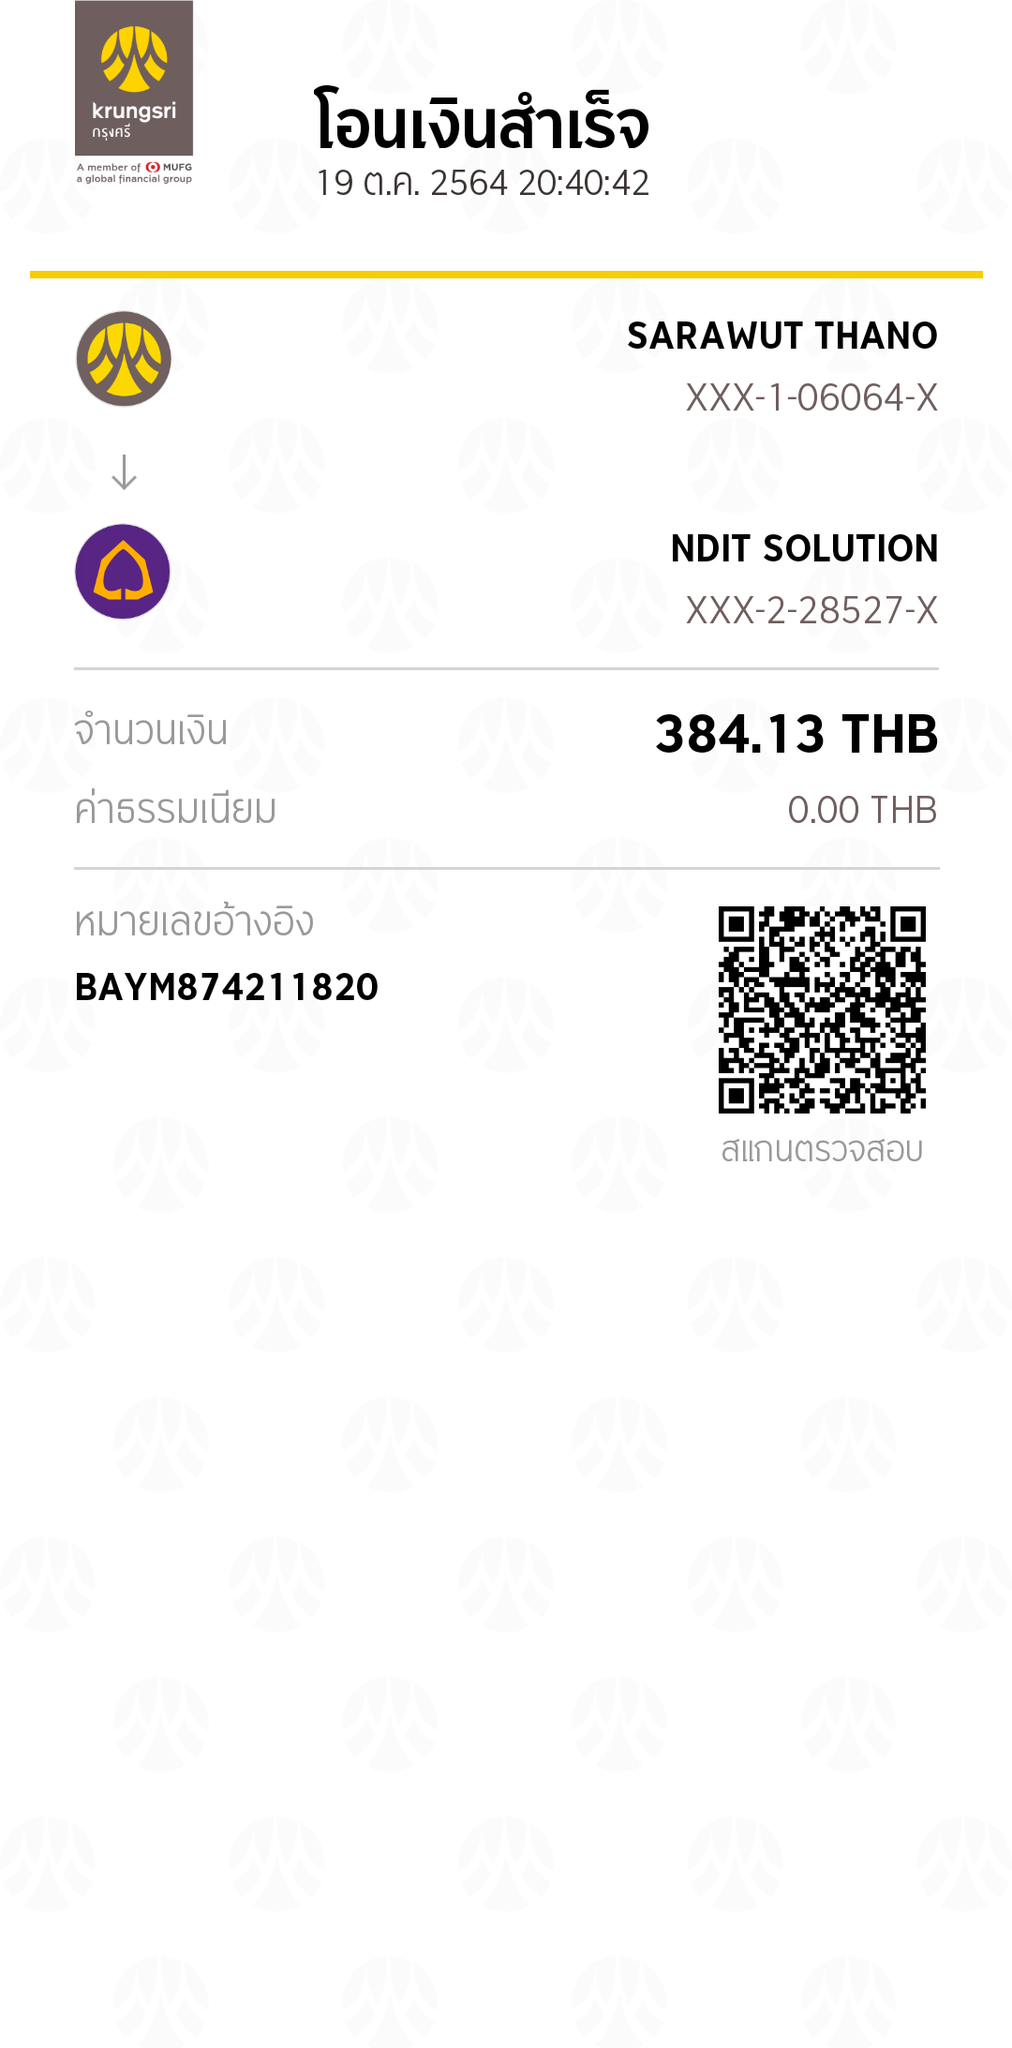 krungsri
กรุงศรี
A member of MUFG
a global financial group
โอนเงินสำเร็จ
19 ต.ค. 2564 20:40:42
SARAWUT THANO
XXX-1-06064-X
NDIT SOLUTION
XXX-2-28527-X
จำนวนเงิน 384.13 THB
ค่าธรรมเนียม 0.00 THB
หมายเลขอ้างอิง
BAYM874211820
สแกนตรวจสอบ